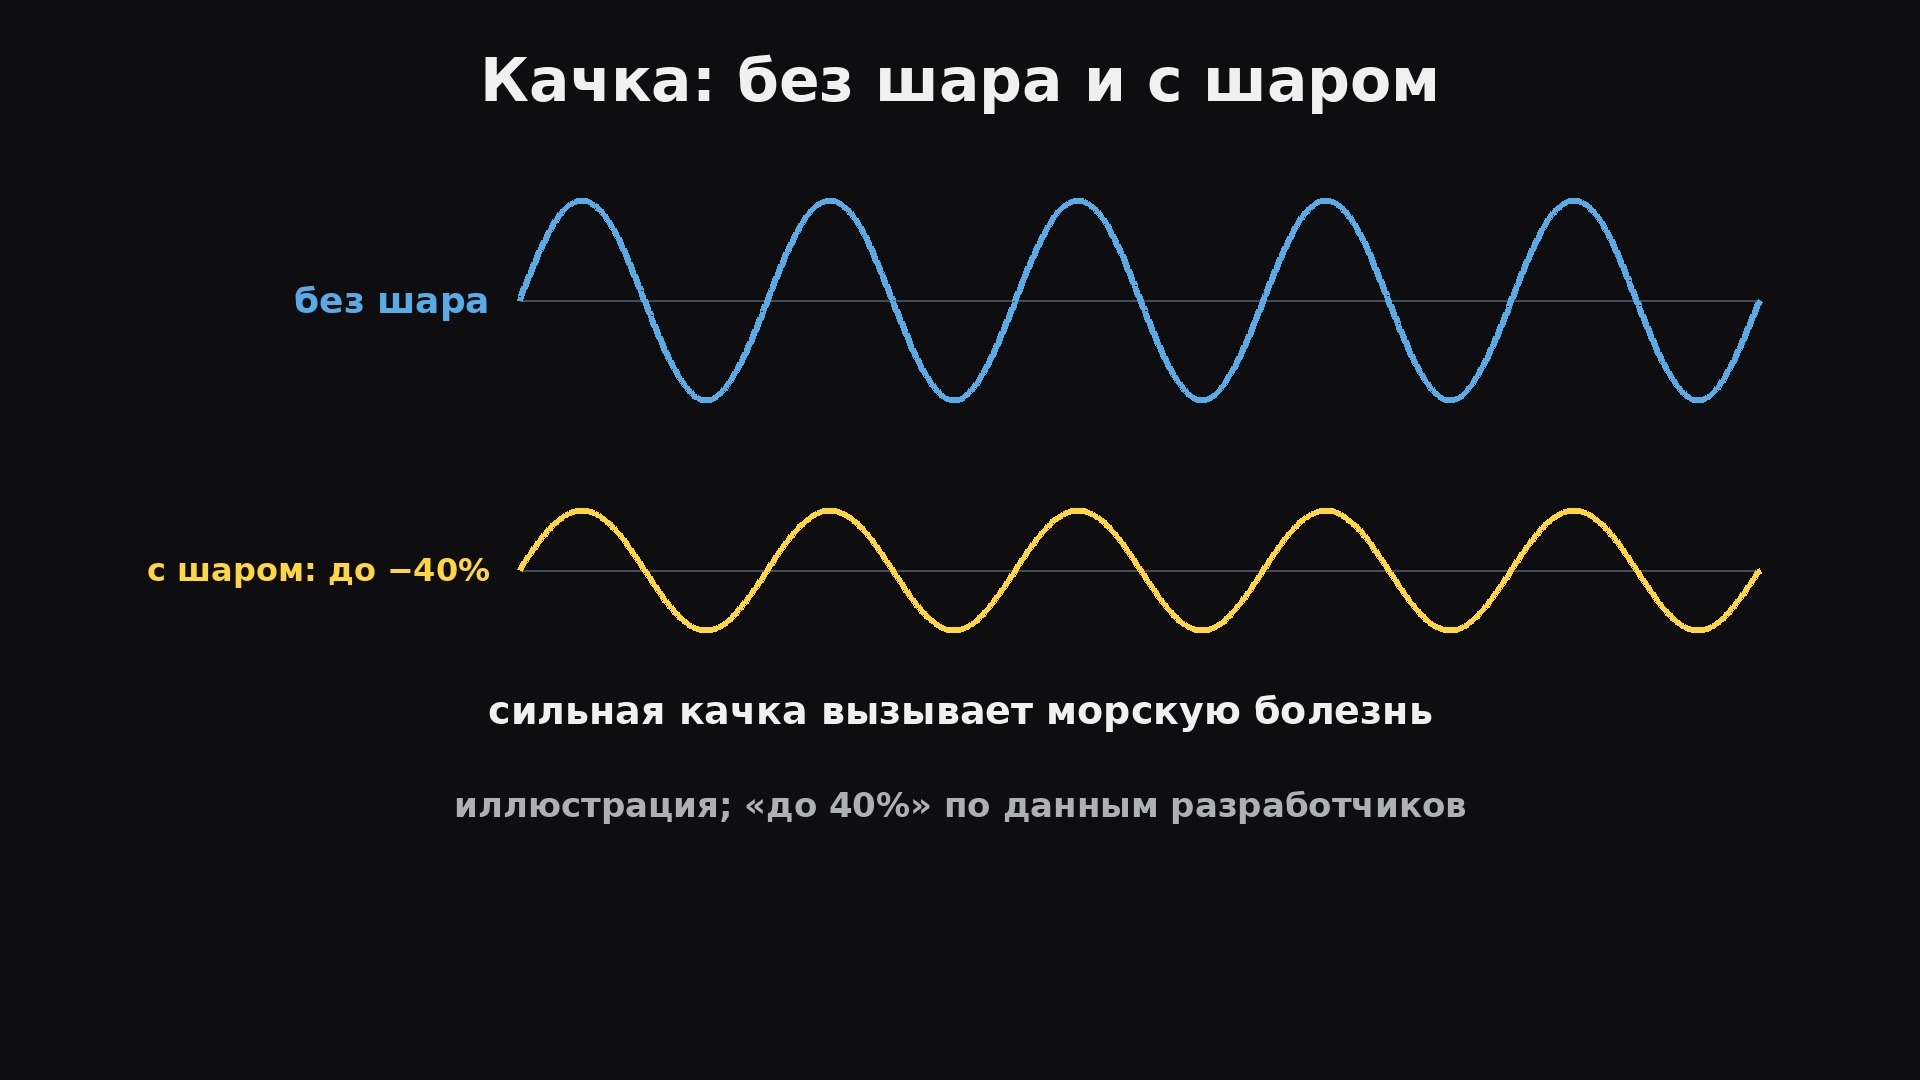 Качка: без шара и с шаром
без шара
с шаром: до −40%
сильная качка вызывает морскую болезнь
иллюстрация; «до 40%» по данным разработчиков